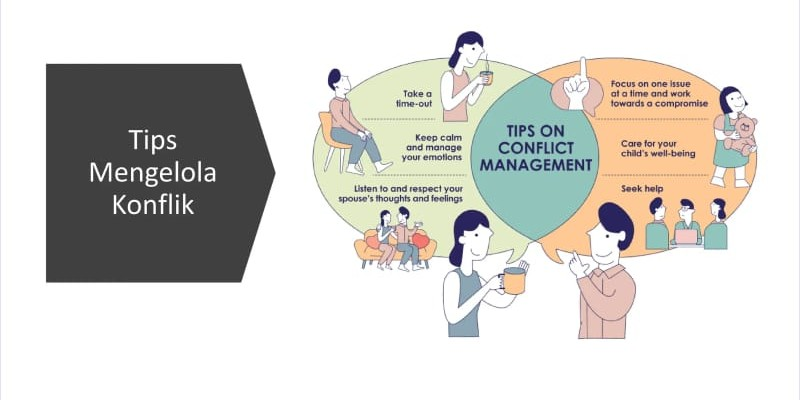 Tips
Mengelola
Konflik
Take a
time-out
Keep calm
and manage
your emotions
Listen to and respect your
spouse's thoughts and feelings
TIPS ON
CONFLICT
MANAGEMENT
Focus on one issue
at a time and work
towards a compromise
Care for your
child's well-being
Seek help